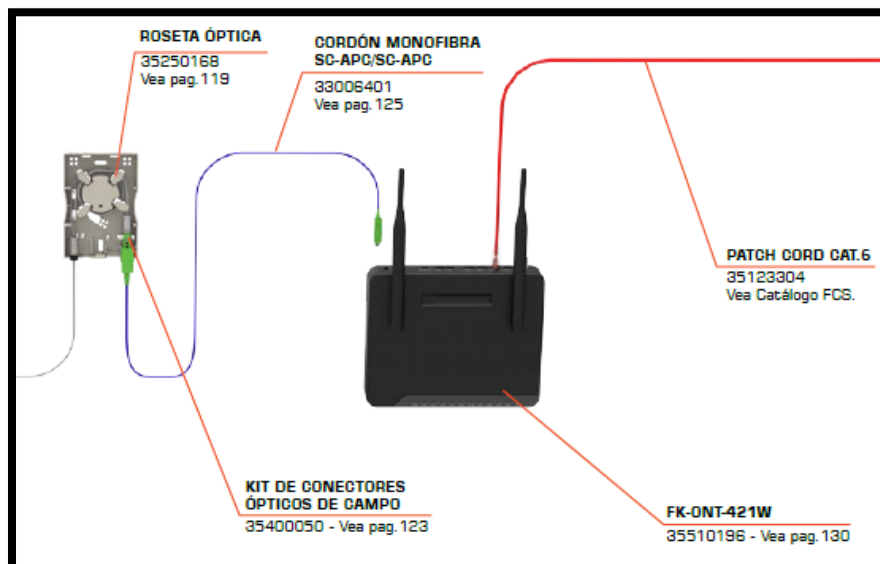 ROSETA ÓPTICA
35250168
Vea pag.119
CORDÓN MONOFIBRA
SC-APC/SC-APC
33006401
Vea pag.125
PATCH CORD CAT.6
35123304
Vea Catálogo FCS.
KIT DE CONECTORES
ÓPTICOS DE CAMPO
35400050 - Vea pag.123
FK-ONT-421W
35510196 - Vea pag.130